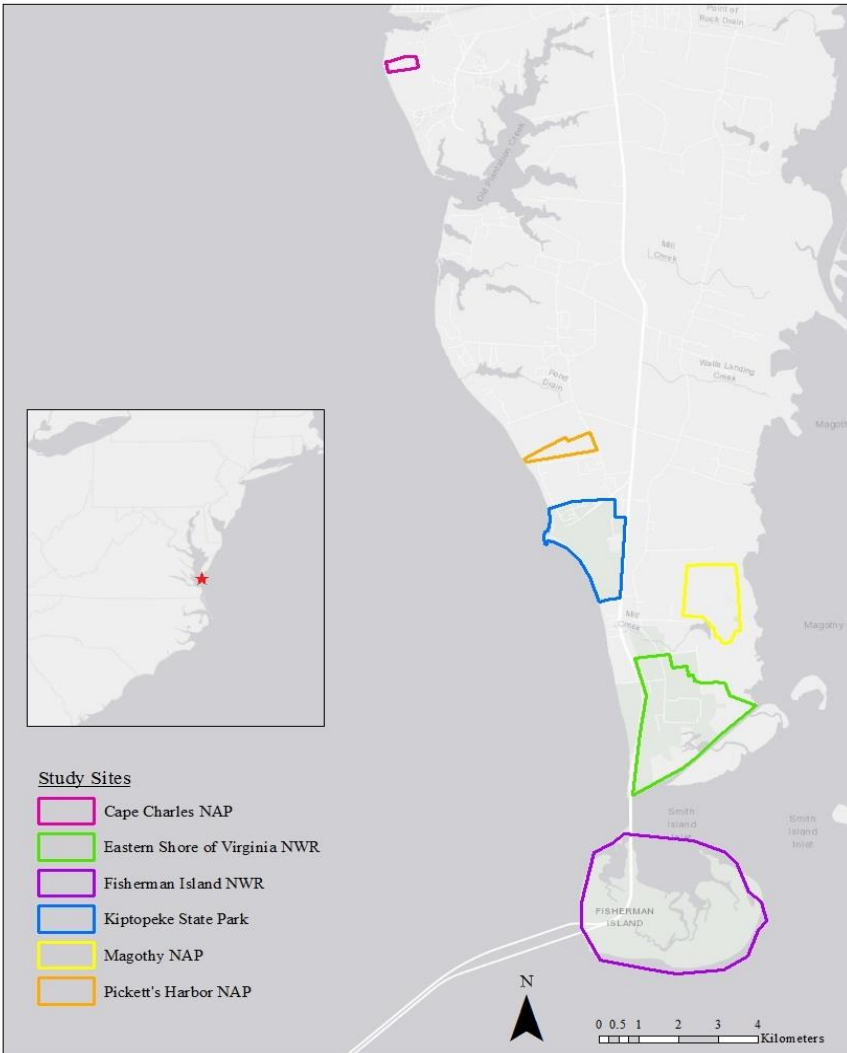 Point of
Rock Drain
Old Plantation Creek
Mill
Creek
Walls Landing
Creek
Pond
Drain
Magothy
Mill
Creek
Magothy
Smith
Island
Inlet
Smith
Island
Inlet
FISHERMAN
ISLAND
Study Sites
Cape Charles NAP
Eastern Shore of Virginia NWR
Fisherman Island NWR
Kiptopeke State Park
Magothy NAP
Pickett's Harbor NAP
N
0 0.5 1 2 3 4
Kilometers